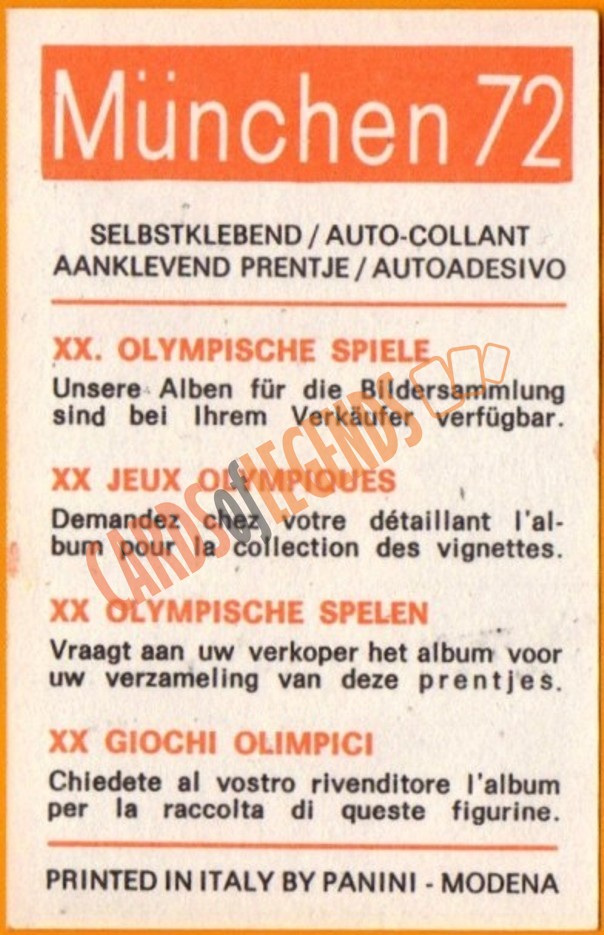 München 72
SELBSTKLEBEND / AUTO-COLLANT
AANKLEVEND PRENTJE / AUTOADESIVO
XX. OLYMPISCHE SPIELE
Unsere Alben für die Bildersammlung
sind bei Ihrem Verkäufer verfügbar.
XX JEUX OLYMPIQUES
Demandez chez votre détaillant l'al-
bum pour la collection des vignettes.
XX OLYMPISCHE SPELEN
Vraagt aan uw verkoper het album voor
uw verzameling van deze prentjes.
XX GIOCHI OLIMPICI
Chiedete al vostro rivenditore l'album
per la raccolta di queste figurine.
PRINTED IN ITALY BY PANINI - MODENA
CARDS of LEGENDS